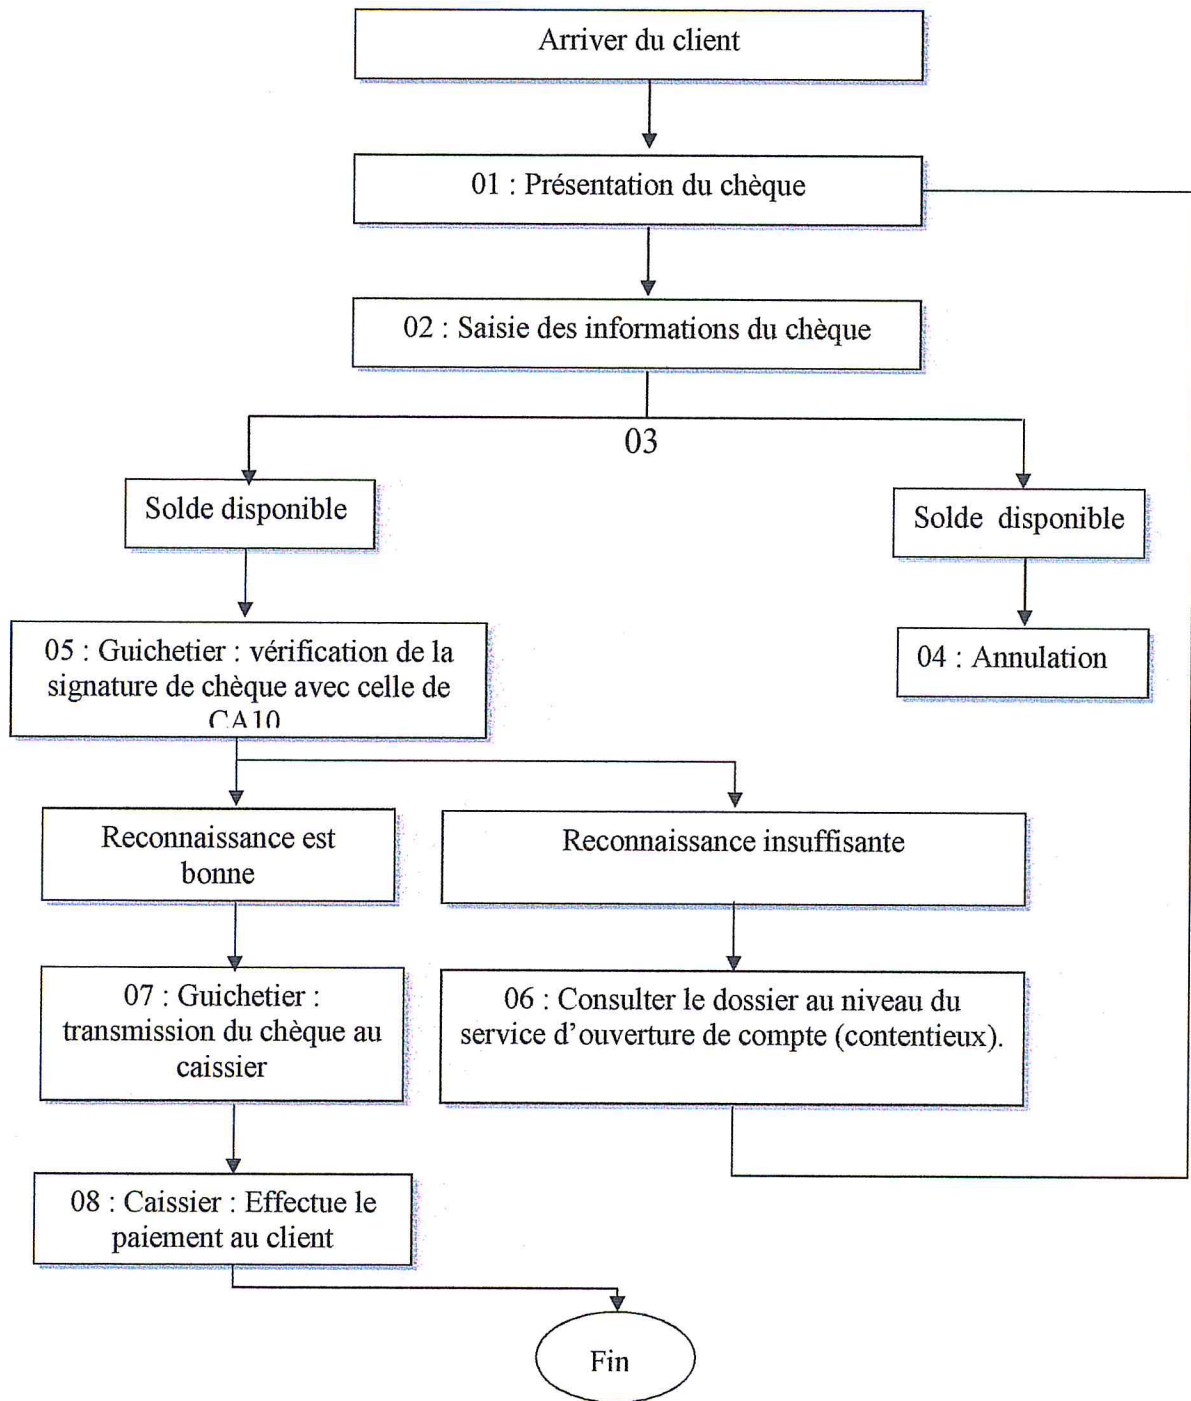 Arriver du client
01 : Présentation du chèque
02 : Saisie des informations du chèque
03
Solde disponible
Solde disponible
05 : Guichetier : vérification de la
signature de chèque avec celle de
CA10
04 : Annulation
Reconnaissance est
bonne
Reconnaissance insuffisante
07 : Guichetier :
transmission du chèque au
caissier
06 : Consulter le dossier au niveau du
service d'ouverture de compte (contentieux).
08 : Caissier : Effectue le
paiement au client
Fin